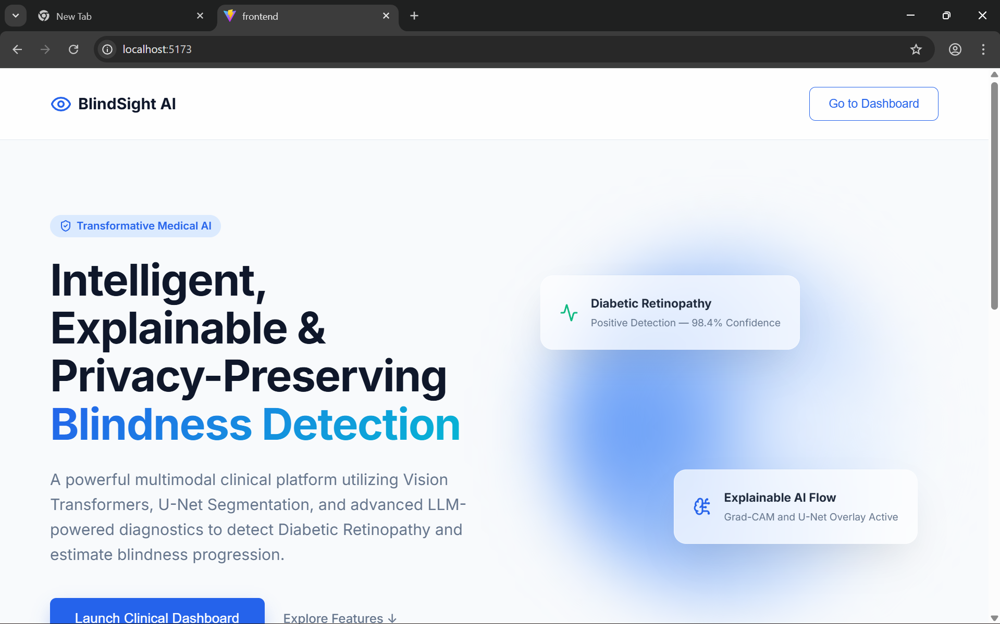 New Tab
frontend
localhost:5173
BlindSight AI
Go to Dashboard
Transformative Medical AI
Intelligent,
Explainable &
Privacy-Preserving
Blindness Detection
A powerful multimodal clinical platform utilizing Vision
Transformers, U-Net Segmentation, and advanced LLM-
powered diagnostics to detect Diabetic Retinopathy and
estimate blindness progression.
Launch Clinical Dashboard
Explore Features ↓
Diabetic Retinopathy
Positive Detection — 98.4% Confidence
Explainable AI Flow
Grad-CAM and U-Net Overlay Active